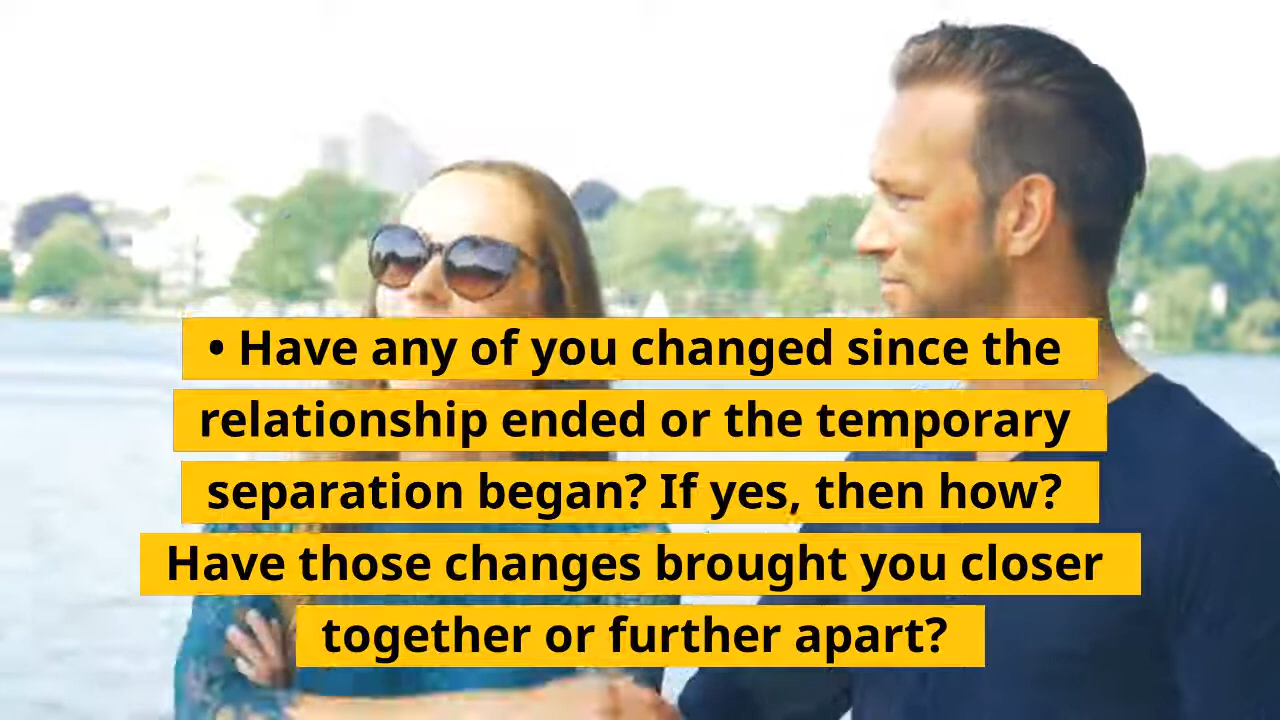 • Have any of you changed since the
relationship ended or the temporary
separation began? If yes, then how?
Have those changes brought you closer
together or further apart?